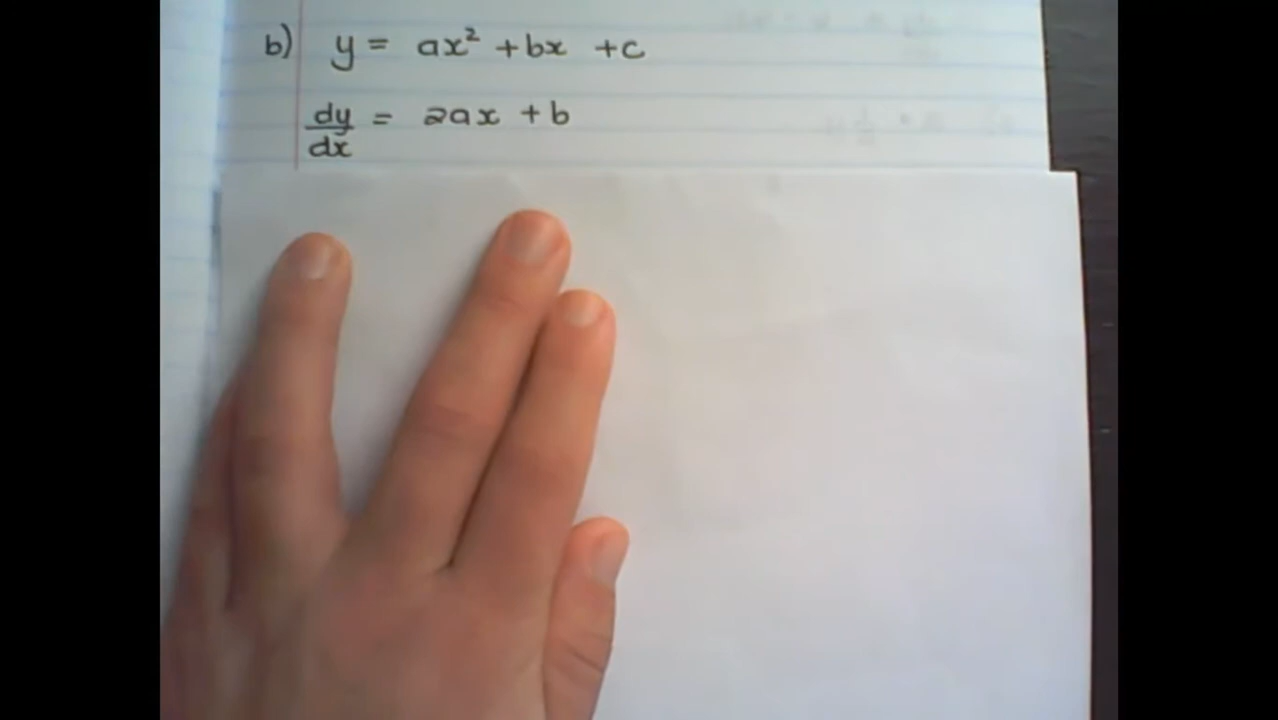 b) y = ax² + bx + c
dy/dx = 2ax + b